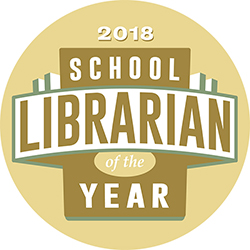 2018
SCHOOL
LIBRARIAN
of the
YEAR